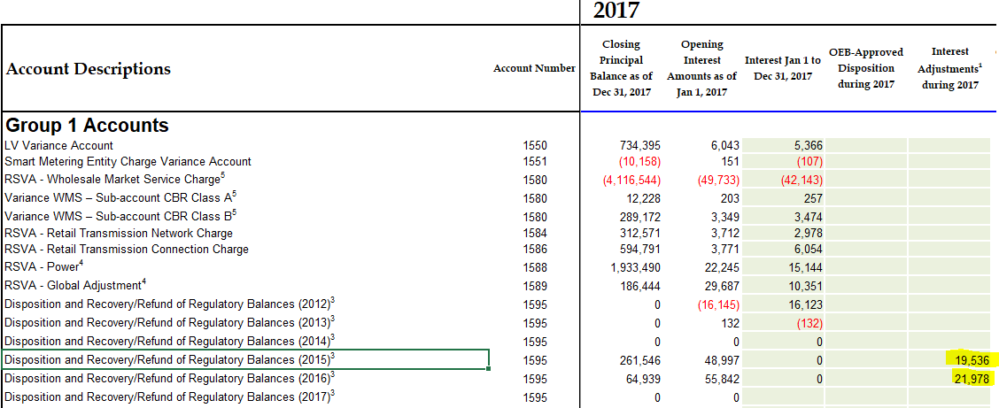 2017
Account Descriptions Account Number Closing Principal Balance as of Dec 31, 2017 Opening Interest Amounts as of Jan 1, 2017 Interest Jan 1 to Dec 31, 2017 OEB-Approved Disposition during 2017 Interest Adjustments¹ during 2017
Group 1 Accounts
LV Variance Account 1550 734,395 6,043 5,366
Smart Metering Entity Charge Variance Account 1551 (10,158) 151 (107)
RSVA - Wholesale Market Service Charge⁵ 1580 (4,116,544) (49,733) (42,143)
Variance WMS – Sub-account CBR Class A⁵ 1580 12,228 203 257
Variance WMS – Sub-account CBR Class B⁵ 1580 289,172 3,349 3,474
RSVA - Retail Transmission Network Charge 1584 312,571 3,712 2,978
RSVA - Retail Transmission Connection Charge 1586 594,791 3,771 6,054
RSVA - Power⁴ 1588 1,933,490 22,245 15,144
RSVA - Global Adjustment⁴ 1589 186,444 29,687 10,351
Disposition and Recovery/Refund of Regulatory Balances (2012)³ 1595 0 (16,145) 16,123
Disposition and Recovery/Refund of Regulatory Balances (2013)³ 1595 0 132 (132)
Disposition and Recovery/Refund of Regulatory Balances (2014)³ 1595 0 0 0
Disposition and Recovery/Refund of Regulatory Balances (2015)³ 1595 261,546 48,997 0 19,536
Disposition and Recovery/Refund of Regulatory Balances (2016)³ 1595 64,939 55,842 0 21,978
Disposition and Recovery/Refund of Regulatory Balances (2017)³ 1595 0 0